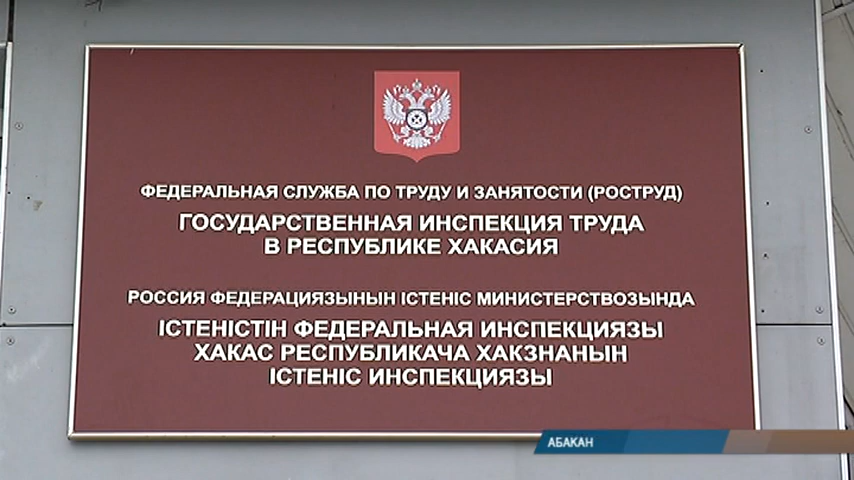 ФЕДЕРАЛЬНАЯ СЛУЖБА ПО ТРУДУ И ЗАНЯТОСТИ (РОСТРУД)
ГОСУДАРСТВЕННАЯ ИНСПЕКЦИЯ ТРУДА
В РЕСПУБЛИКЕ ХАКАСИЯ
РОССИЯ ФЕДЕРАЦИЯЗЫНЫН ІСТЕНІС МИНИСТЕРСТВОЗЫНДА
ІСТЕНІСТІН ФЕДЕРАЛЬНАЯ ИНСПЕКЦИЯЗЫ
ХАКАС РЕСПУБЛИКАЧА ХАКЗНАНЫН
ІСТЕНІС ИНСПЕКЦИЯЗЫ
АБАКАН